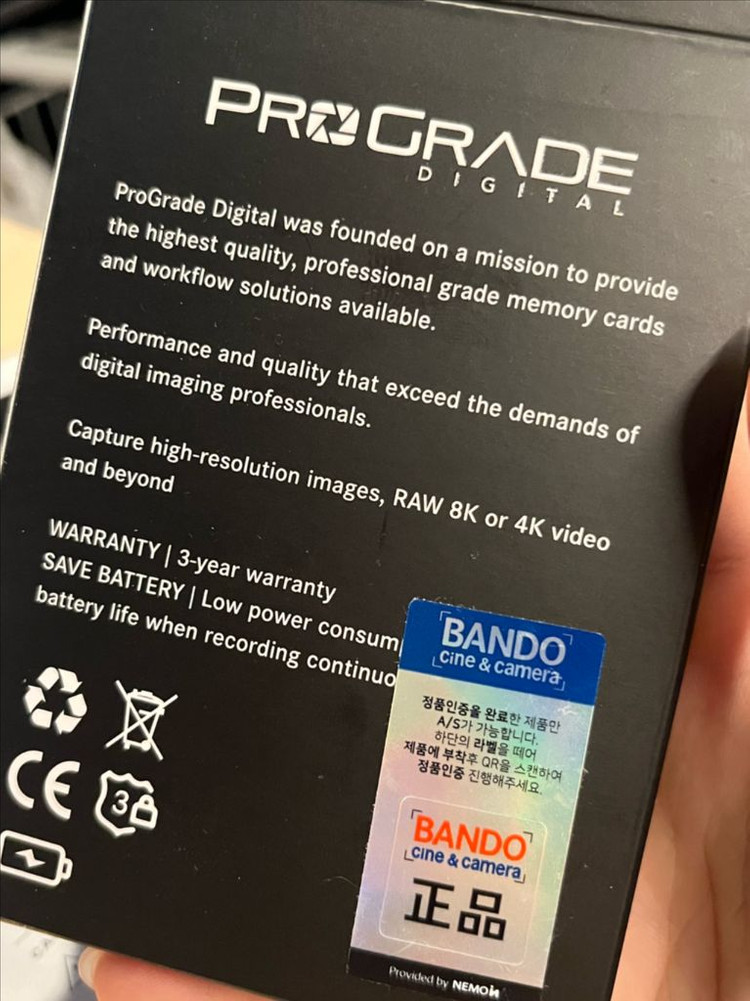 PROGRADE
DIGITAL
ProGrade Digital was founded on a mission to provide
the highest quality, professional grade memory cards
and workflow solutions available.
Performance and quality that exceed the demands of
digital imaging professionals.
Capture high-resolution images, RAW 8K or 4K video
and beyond
WARRANTY | 3-year warranty
SAVE BATTERY | Low power consum
battery life when recording continuo
BANDO
cine & camera
정품인증을 완료한 제품만
A/S가 가능합니다.
하단의 라벨을 떼어
제품에 부착후 QR을 스캔하여
정품인증 진행해주세요.
BANDO
cine & camera
正品
CE
3
Provided by NEMO